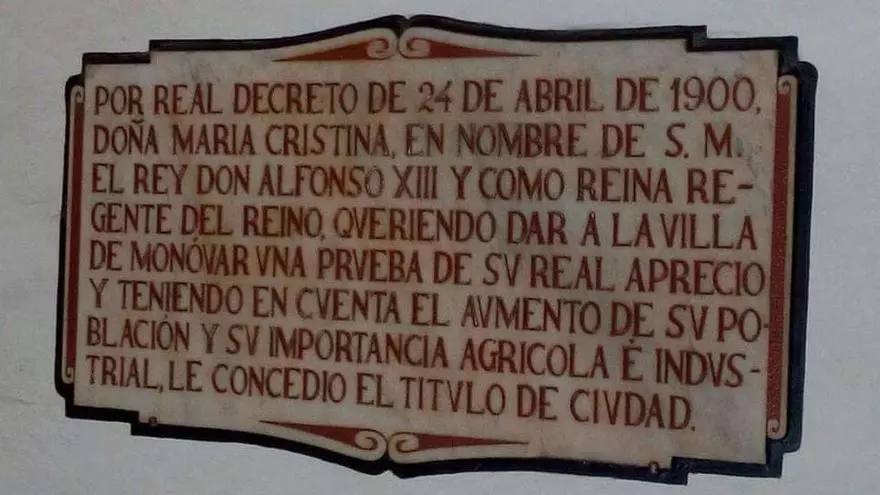 POR REAL DECRETO DE 24 DE ABRIL DE 1900,
DOÑA MARIA CRISTINA, EN NOMBRE DE S. M.
EL REY DON ALFONSO XIII Y COMO REINA RE-
GENTE DEL REINO, QVERIENDO DAR Á LA VILLA
DE MONÓVAR VNA PRVEBA DE SV REAL APRECIO
Y TENIENDO EN CVENTA EL AVMENTO DE SV PO-
BLACIÓN Y SV IMPORTANCIA AGRICOLA É INDVS-
TRIAL, LE CONCEDIO EL TITVLO DE CIVDAD.